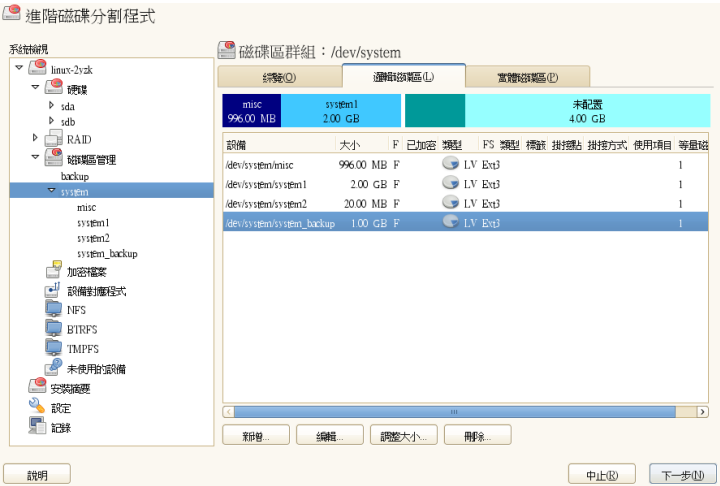 進階磁碟分割程式
系統檢視
linux-2yzk
硬碟
sda
sdb
RAID
磁碟區管理
backup
system
misc
system1
system2
system_backup
加密檔案
設備對應程式
NFS
BTRFS
TMPFS
未使用的設備
安裝摘要
設定
記錄
磁碟區群組：/dev/system
綜覽(O) 邏輯磁碟區(L) 實體磁碟區(P)
misc system1 未配置
996.00 MB 2.00 GB 4.00 GB
設備 大小 F 已加密 類型 FS 類型 標籤 掛接點 掛接方式 使用項目 等量磁
/dev/system/misc 996.00 MB F LV Ext3 1
/dev/system/system1 2.00 GB F LV Ext3 1
/dev/system/system2 20.00 MB F LV Ext3 1
/dev/system/system_backup 1.00 GB F LV Ext3 1
新增... 編輯... 調整大小... 刪除...
說明 中止(R) 下一步(N)